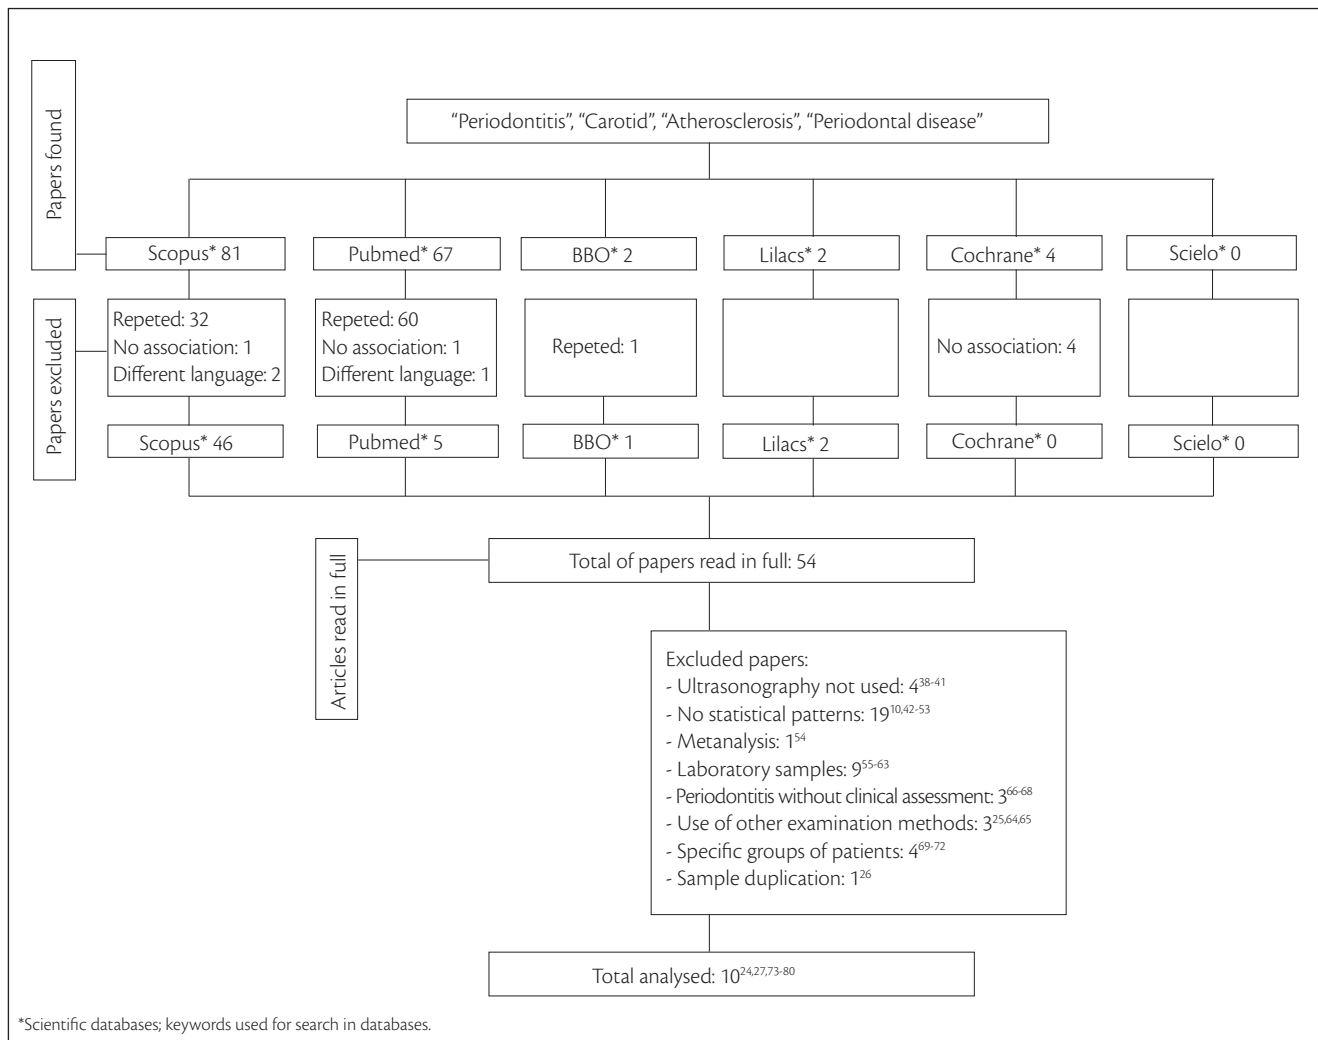 Papers found
"Periodontitis", "Carotid", "Atherosclerosis", "Periodontal disease"
Scopus* 81
Pubmed* 67
BBO* 2
Lilacs* 2
Cochrane* 4
Scielo* 0
Papers excluded
Repeted: 32
No association: 1
Different language: 2
Repeted: 60
No association: 1
Different language: 1
Repeted: 1
No association: 4
Scopus* 46
Pubmed* 5
BBO* 1
Lilacs* 2
Cochrane* 0
Scielo* 0
Articles read in full
Total of papers read in full: 54
Excluded papers:
- Ultrasonography not used: 4³⁸⁻⁴¹
- No statistical patterns: 19¹⁰,⁴²⁻⁵³
- Metanalysis: 1⁵⁴
- Laboratory samples: 9⁵⁵⁻⁶³
- Periodontitis without clinical assessment: 3⁶⁶⁻⁶⁸
- Use of other examination methods: 3²⁵,⁶⁴,⁶⁵
- Specific groups of patients: 4⁶⁹⁻⁷²
- Sample duplication: 1²⁶
Total analysed: 10²⁴,²⁷,⁷³⁻⁸⁰
*Scientific databases; keywords used for search in databases.